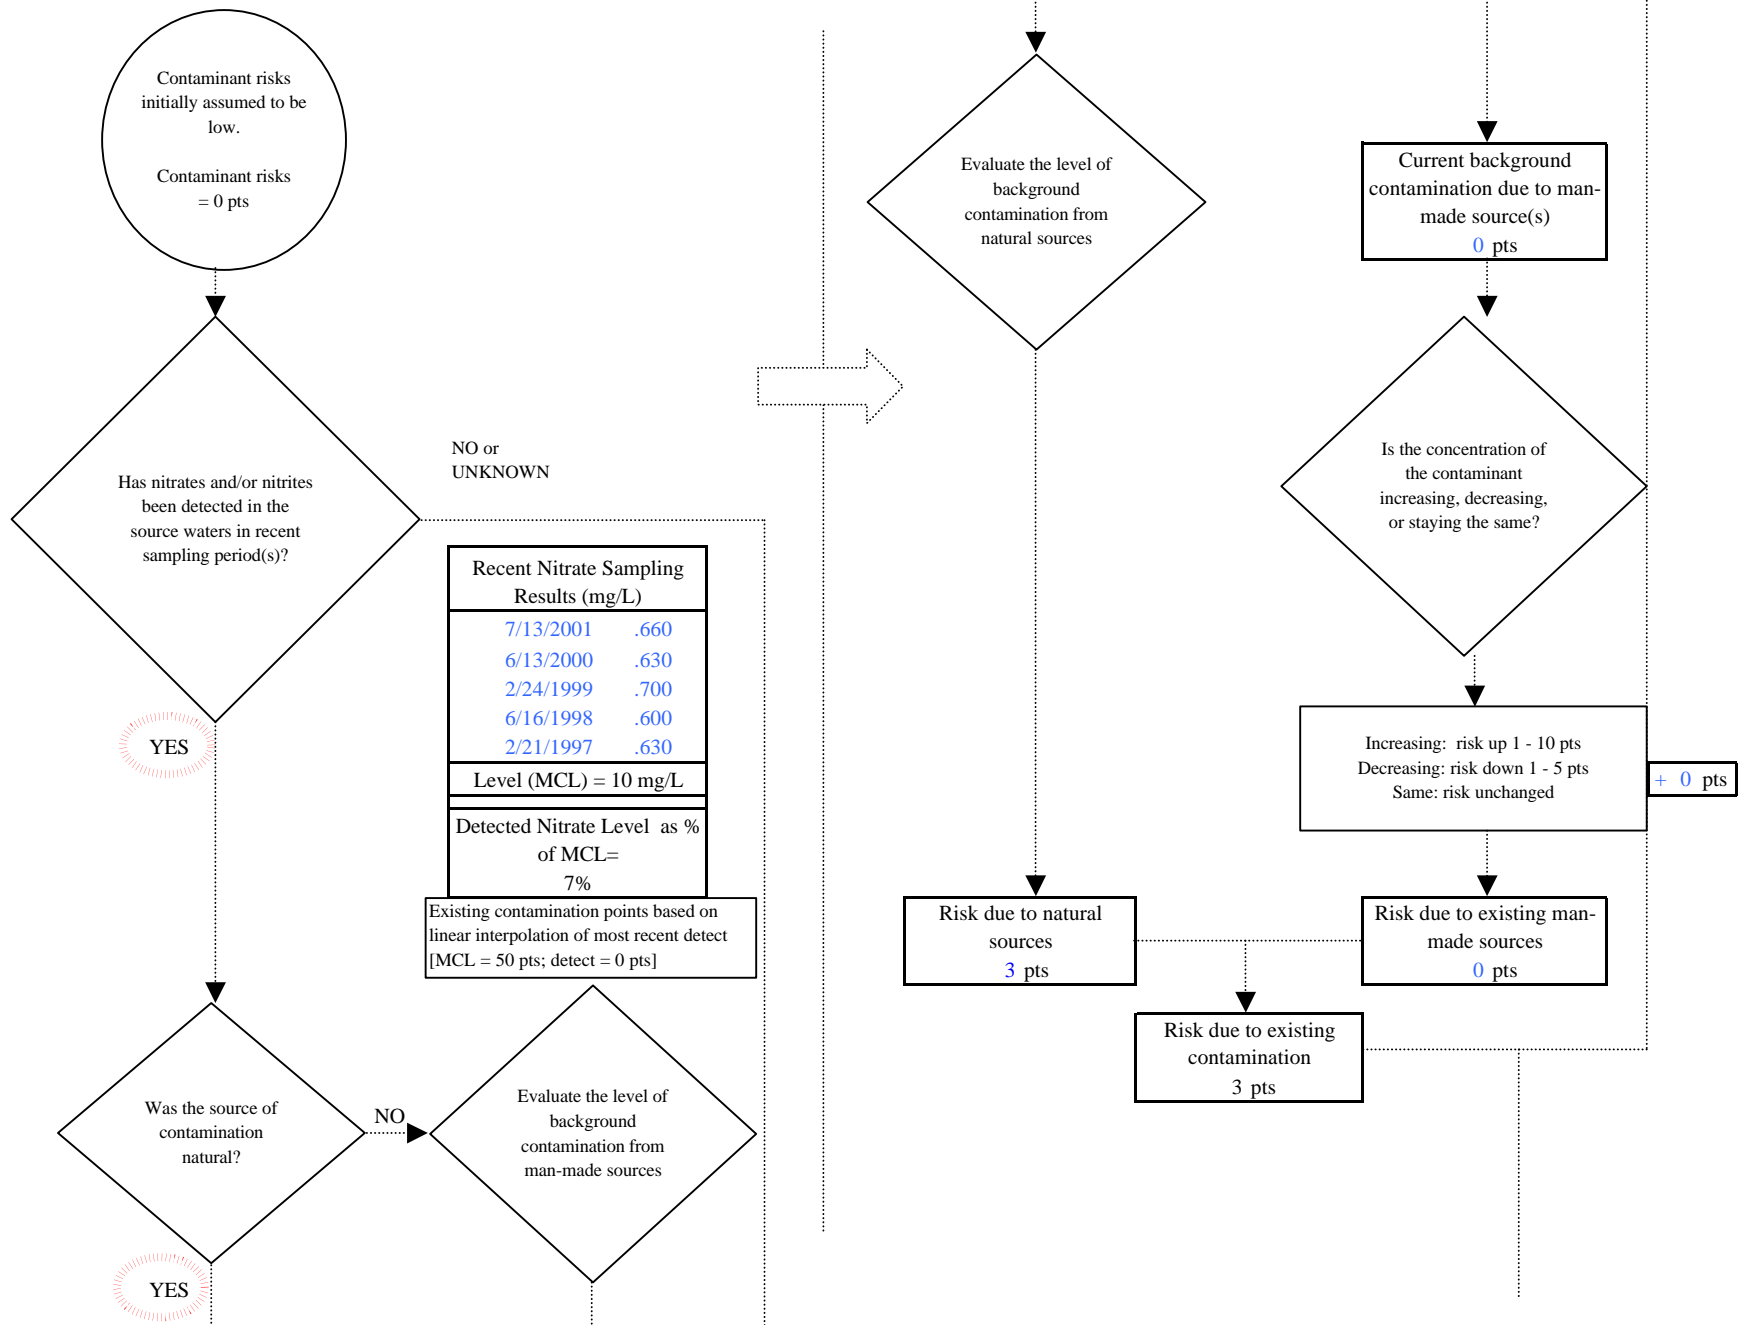 Contaminant risks
initially assumed to be
low.
Contaminant risks
= 0 pts
Has nitrates and/or nitrites
been detected in the
source waters in recent
sampling period(s)?
NO or
UNKNOWN
YES
Recent Nitrate Sampling
Results (mg/L)
7/13/2001 .660
6/13/2000 .630
2/24/1999 .700
6/16/1998 .600
2/21/1997 .630
Level (MCL) = 10 mg/L
Detected Nitrate Level as %
of MCL=
7%
Existing contamination points based on
linear interpolation of most recent detect
[MCL = 50 pts; detect = 0 pts]
Was the source of
contamination
natural?
NO
Evaluate the level of
background
contamination from
man-made sources
YES
Evaluate the level of
background
contamination from
natural sources
Current background
contamination due to man-
made source(s)
0 pts
Is the concentration of
the contaminant
increasing, decreasing,
or staying the same?
Increasing: risk up 1 - 10 pts
Decreasing: risk down 1 - 5 pts
Same: risk unchanged
+ 0 pts
Risk due to natural
sources
3 pts
Risk due to existing man-
made sources
0 pts
Risk due to existing
contamination
3 pts